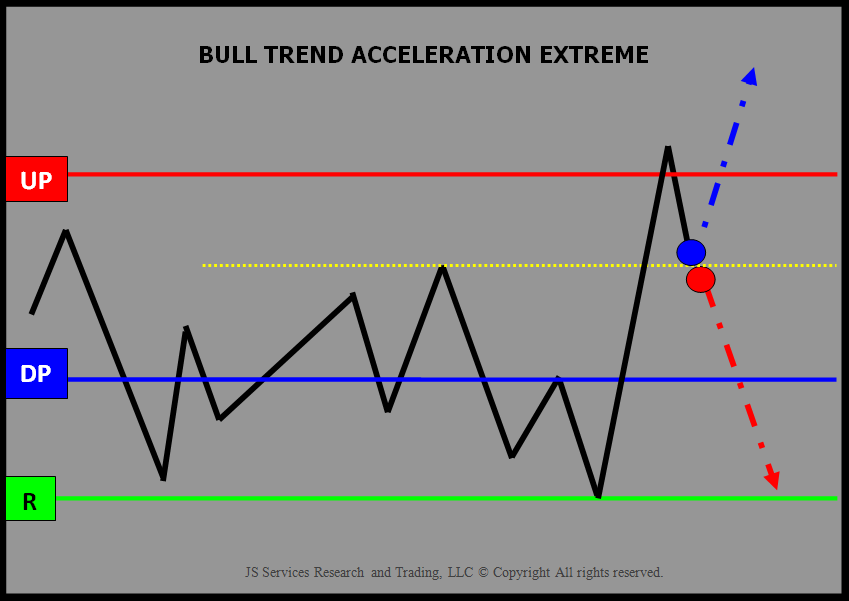 BULL TREND ACCELERATION EXTREME
UP
DP
R
JS Services Research and Trading, LLC © Copyright All rights reserved.